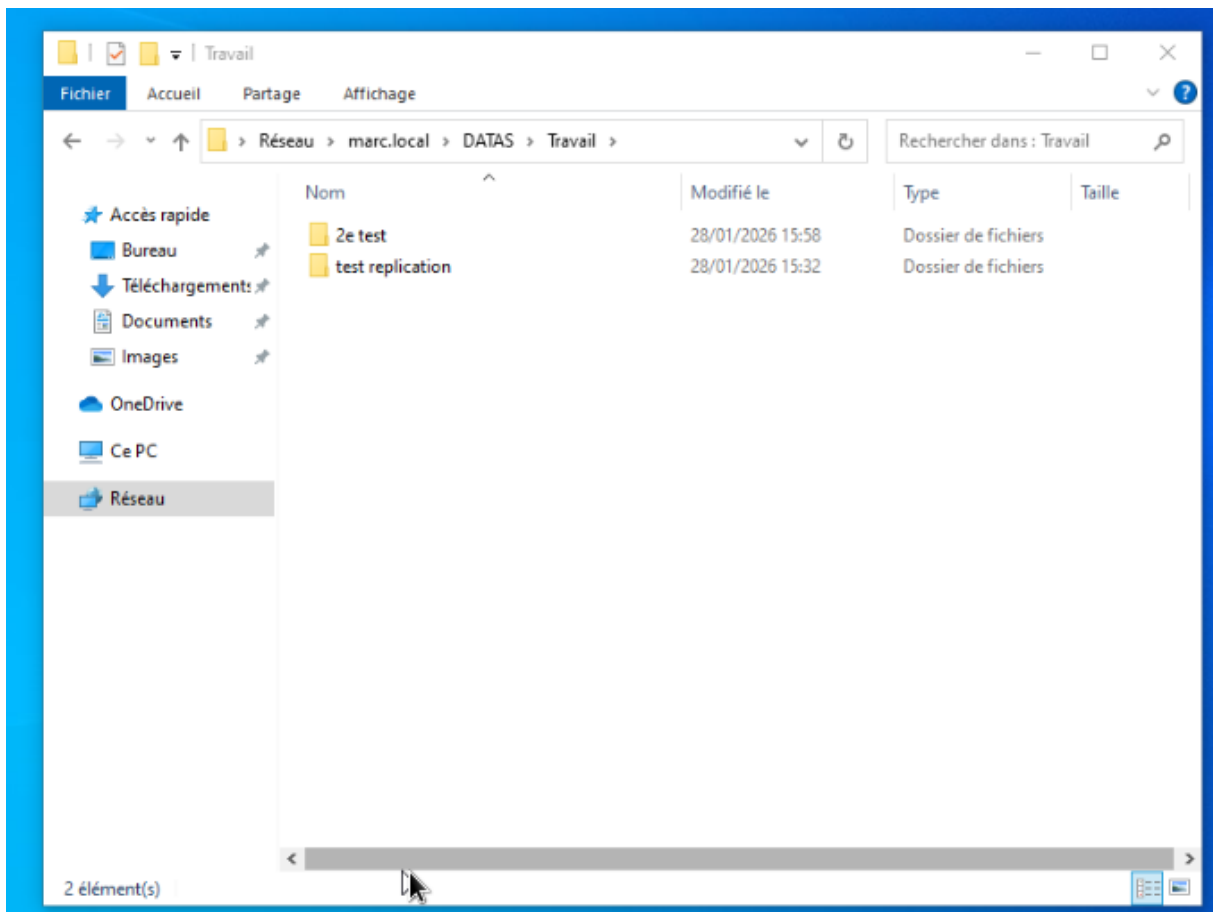 Travail
Fichier Accueil Partage Affichage
Réseau > marc.local > DATAS > Travail >
Rechercher dans : Travail
Nom Modifié le Type Taille
Accès rapide
Bureau
Téléchargements
Documents
Images
OneDrive
Ce PC
Réseau
2e test 28/01/2026 15:58 Dossier de fichiers
test replication 28/01/2026 15:32 Dossier de fichiers
2 élément(s)